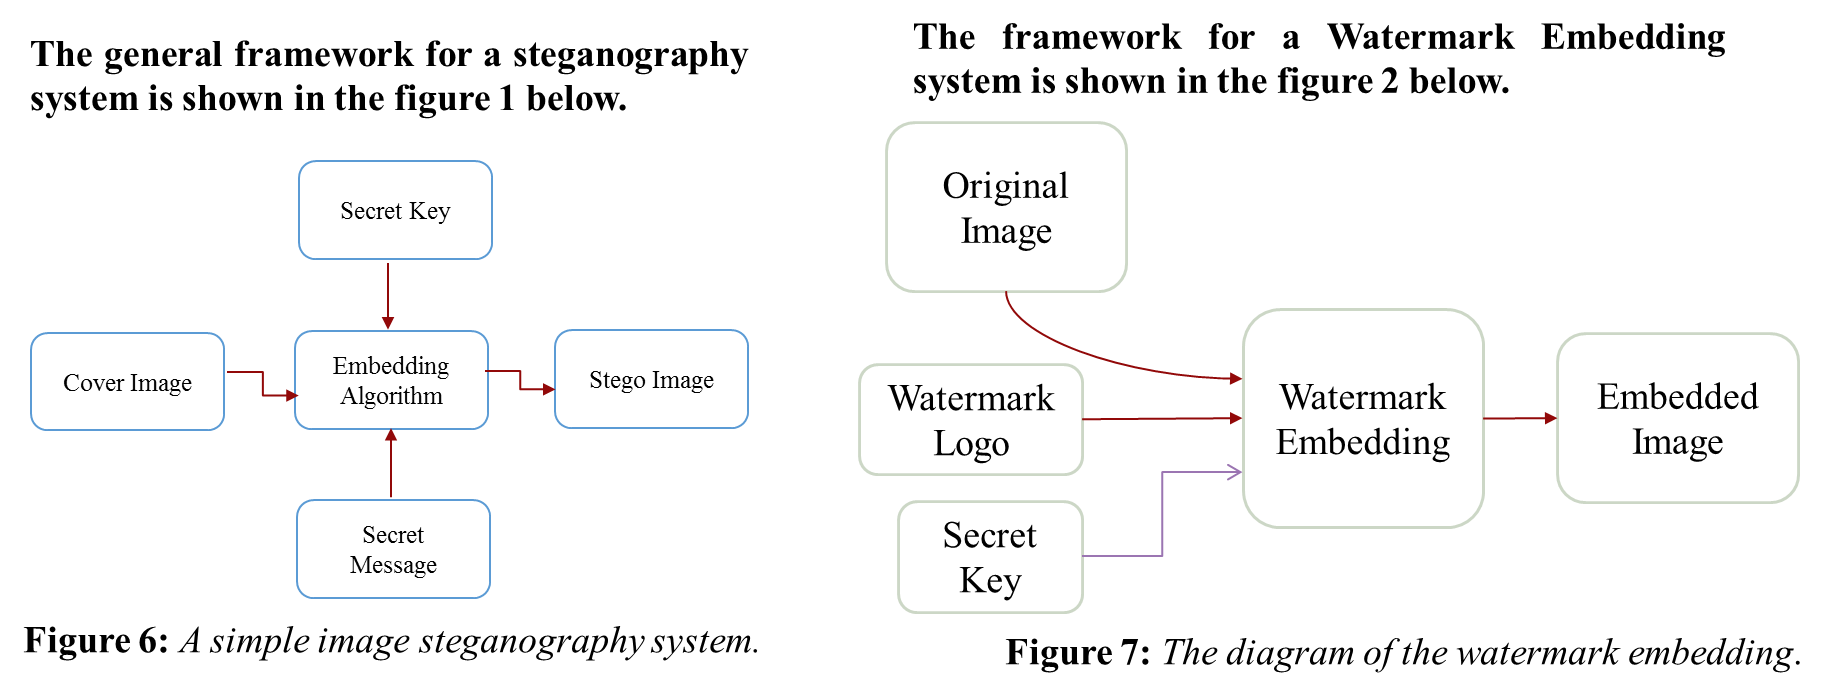 The general framework for a steganography
system is shown in the figure 1 below.
Secret Key
Cover Image
Embedding
Algorithm
Stego Image
Secret
Message
Figure 6: A simple image steganography system.
The framework for a Watermark Embedding
system is shown in the figure 2 below.
Original
Image
Watermark
Logo
Secret
Key
Watermark
Embedding
Embedded
Image
Figure 7: The diagram of the watermark embedding.